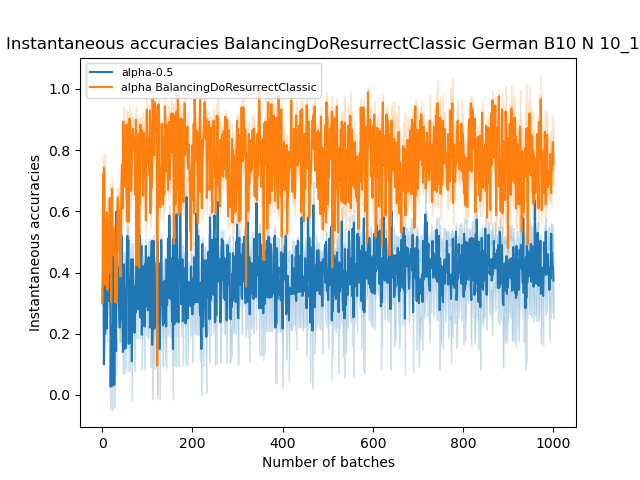 Instantaneous accuracies BalancingDoResurrectClassic German B10 N 10_1
alpha-0.5
alpha BalancingDoResurrectClassic
1.0
0.8
0.6
0.4
0.2
0.0
Instantaneous accuracies
0 200 400 600 800 1000
Number of batches